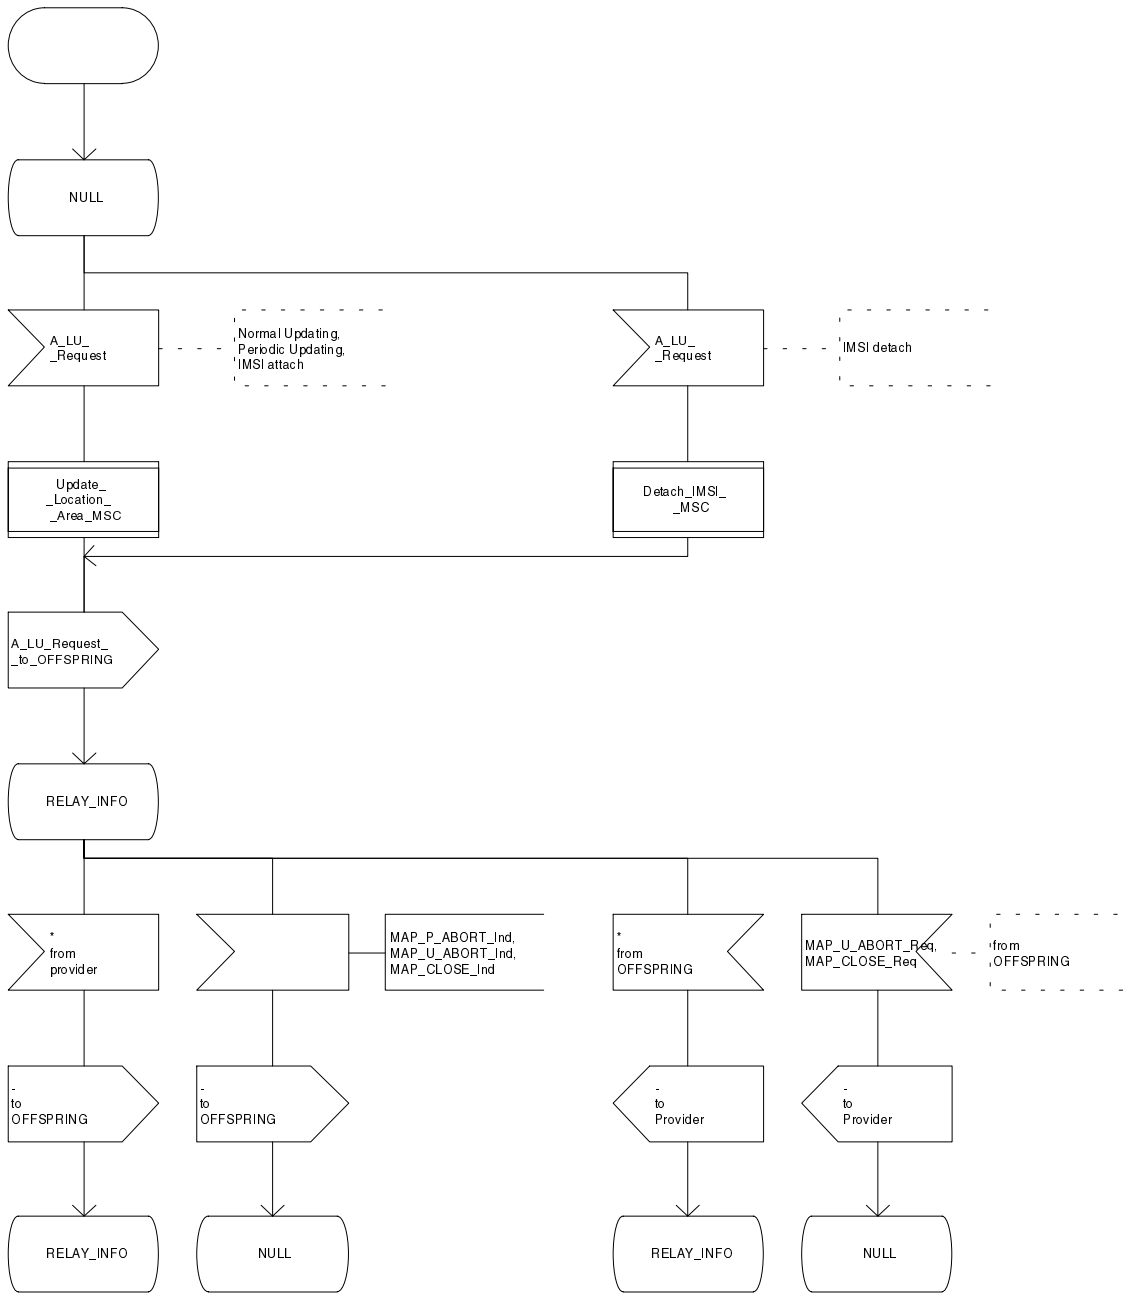 NULL
A_LU_
_Request
Normal Updating,
Periodic Updating,
IMSI attach
A_LU_
_Request
IMSI detach
Update_
_Location_
_Area_MSC
Detach_IMSI_
_MSC
A_LU_Request_
_to_OFFSPRING
RELAY_INFO
*
from
provider
MAP_P_ABORT_Ind,
MAP_U_ABORT_Ind,
MAP_CLOSE_Ind
*
from
OFFSPRING
MAP_U_ABORT_Req,
MAP_CLOSE_Req
from
OFFSPRING
-
to
OFFSPRING
-
to
OFFSPRING
-
to
Provider
-
to
Provider
RELAY_INFO
NULL
RELAY_INFO
NULL